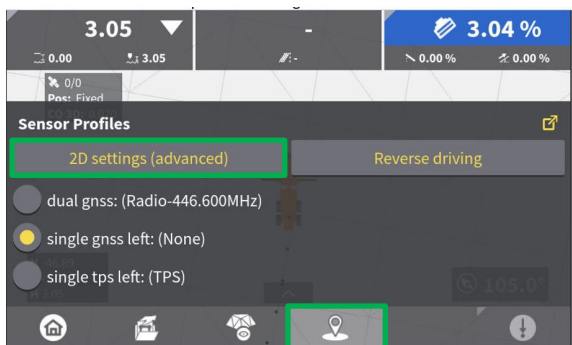 3.05 ▼
-
3.04 %
0.00
3.05
:-
0.00 %
0.00 %
0/0
Pos: Fixed
Sensor Profiles
2D settings (advanced)
Reverse driving
dual gnss: (Radio-446.600MHz)
single gnss left: (None)
single tps left: (TPS)
105.0°